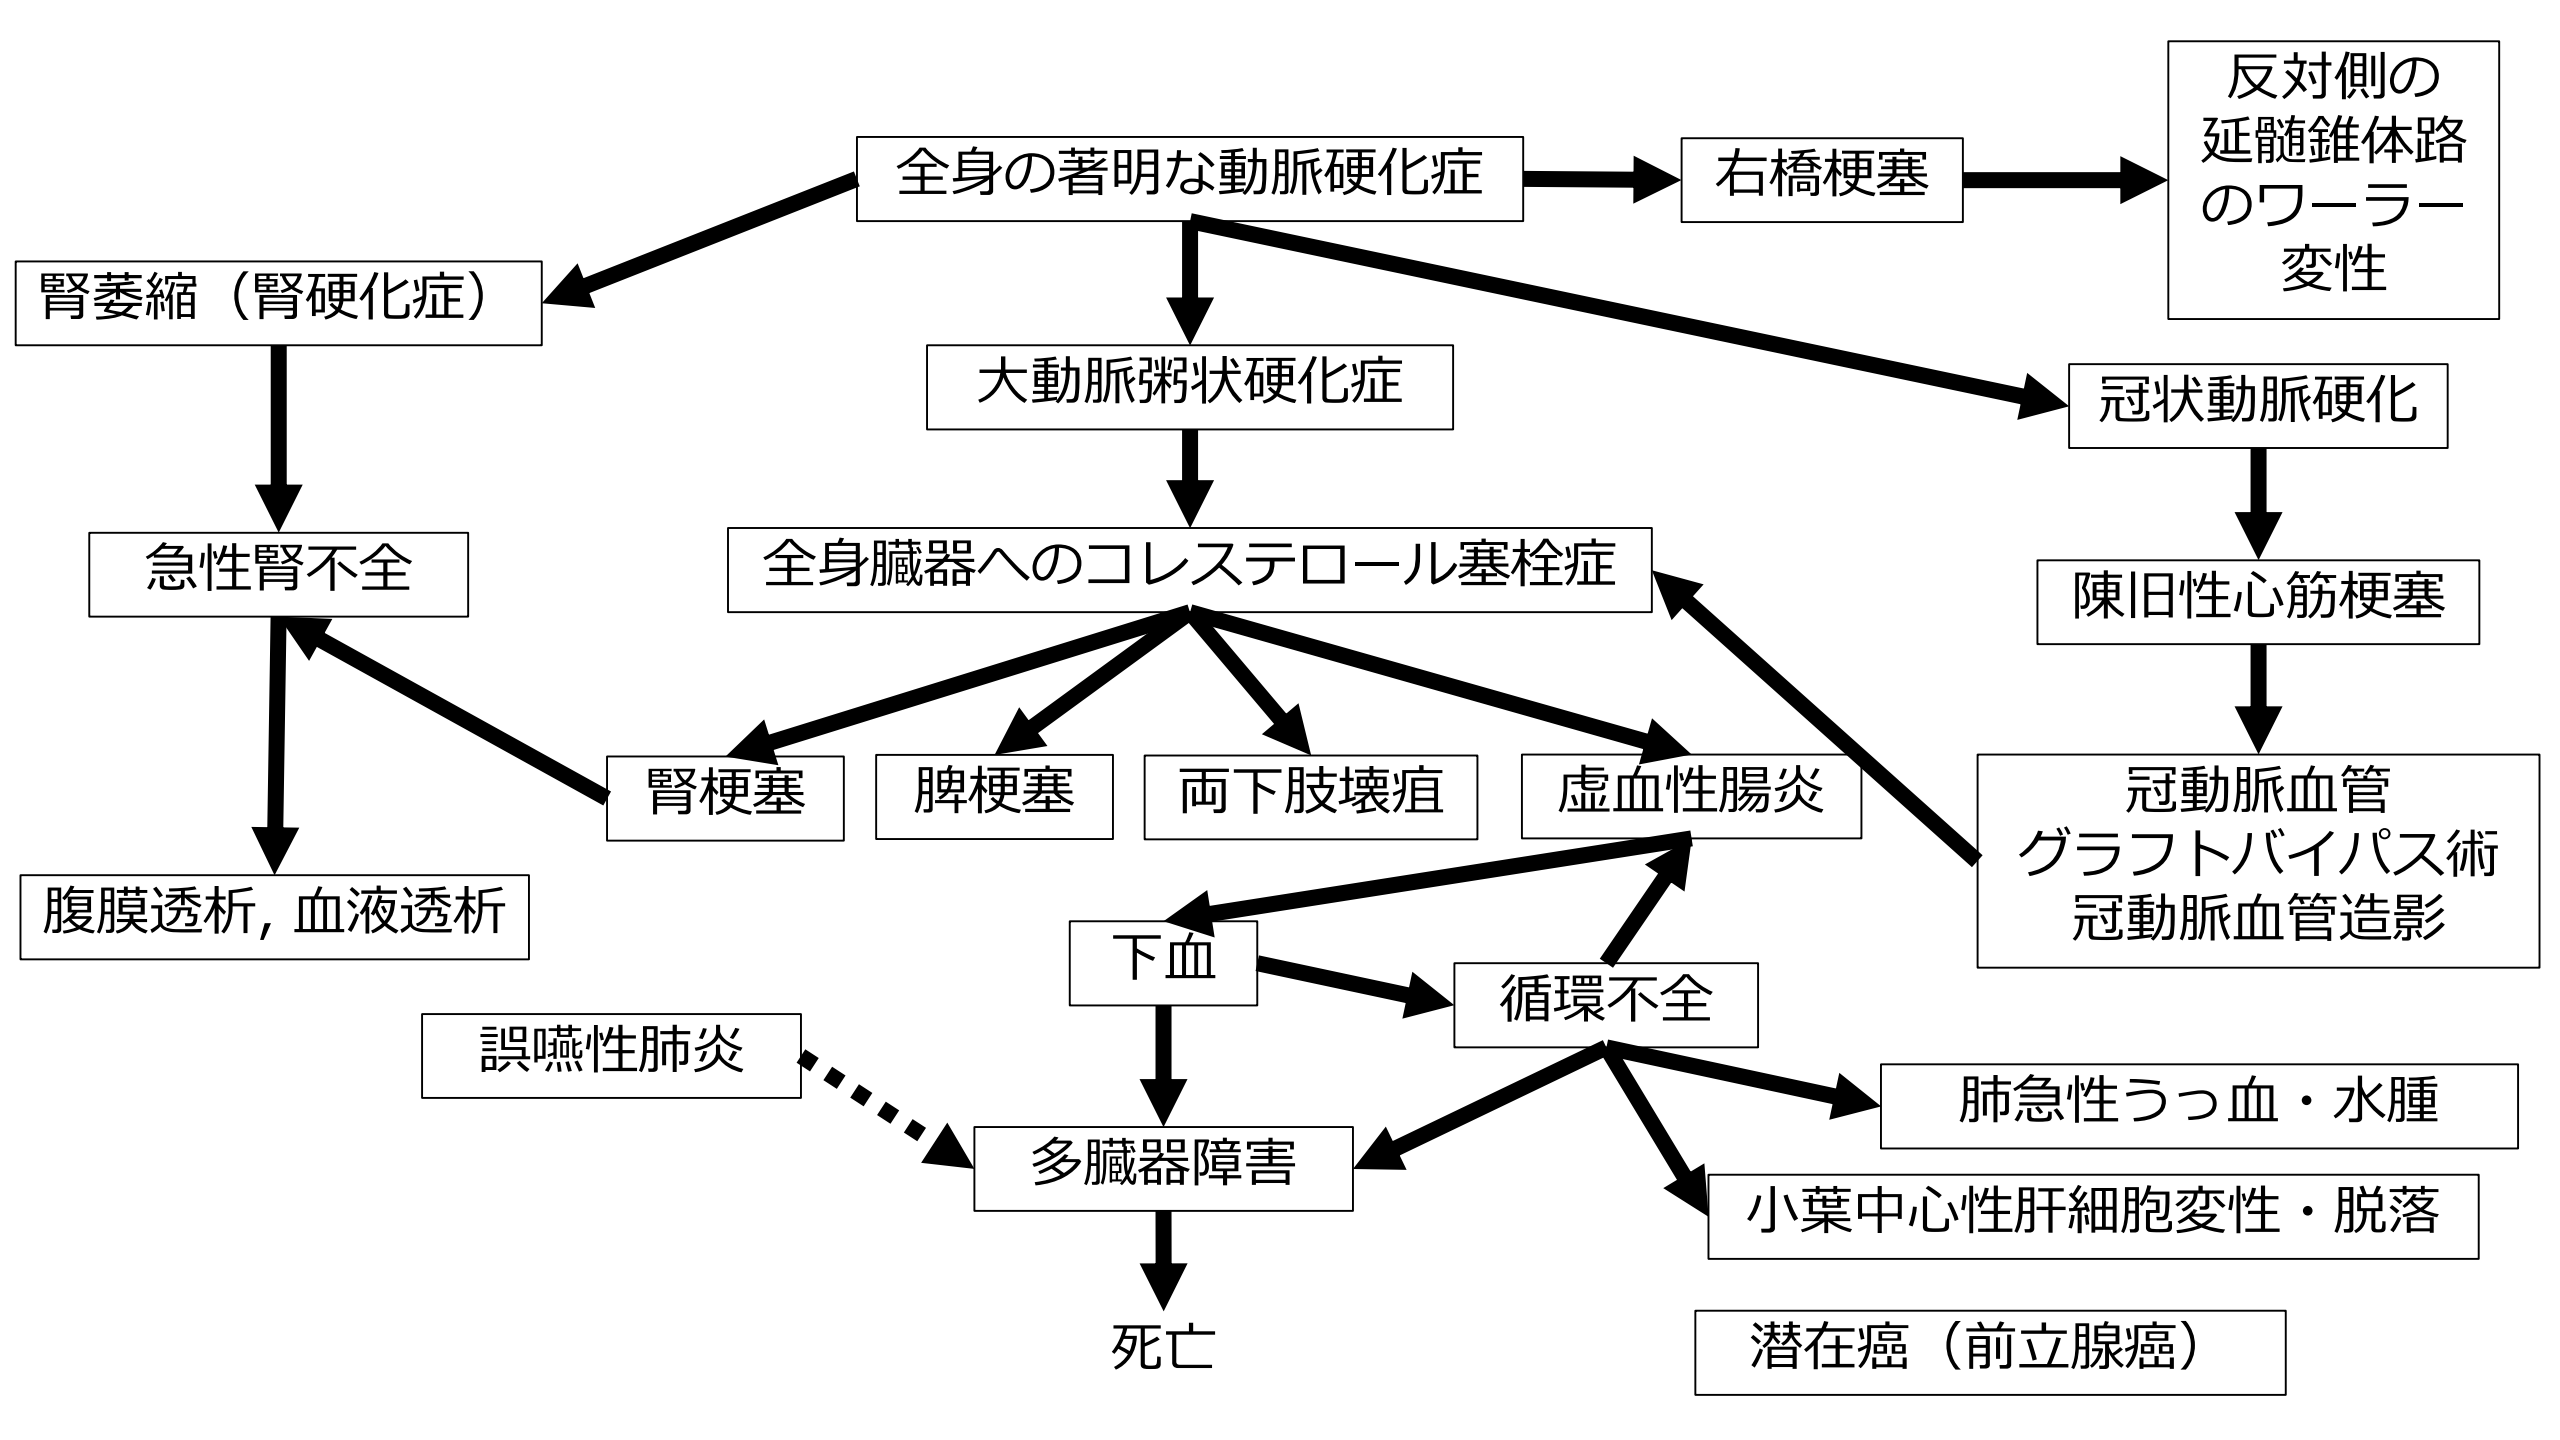 反対側の
延髄錐体路
のワーラー
変性
全身の著明な動脈硬化症
右橋梗塞
腎萎縮（腎硬化症）
大動脈粥状硬化症
冠状動脈硬化
急性腎不全
全身臓器へのコレステロール塞栓症
陳旧性心筋梗塞
腎梗塞
脾梗塞
両下肢壊疽
虚血性腸炎
冠動脈血管
グラフトバイパス術
冠動脈血管造影
腹膜透析, 血液透析
下血
循環不全
誤嚥性肺炎
肺急性うっ血・水腫
多臓器障害
小葉中心性肝細胞変性・脱落
死亡
潜在癌（前立腺癌）